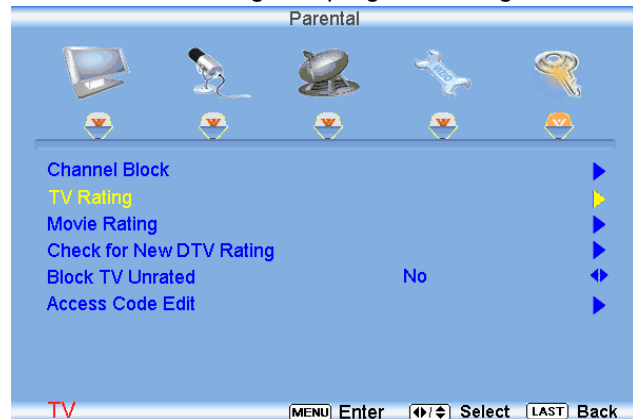 Parental
VIZIO
Channel Block
TV Rating
Movie Rating
Check for New DTV Rating
Block TV Unrated No
Access Code Edit
TV MENU Enter Select LAST Back